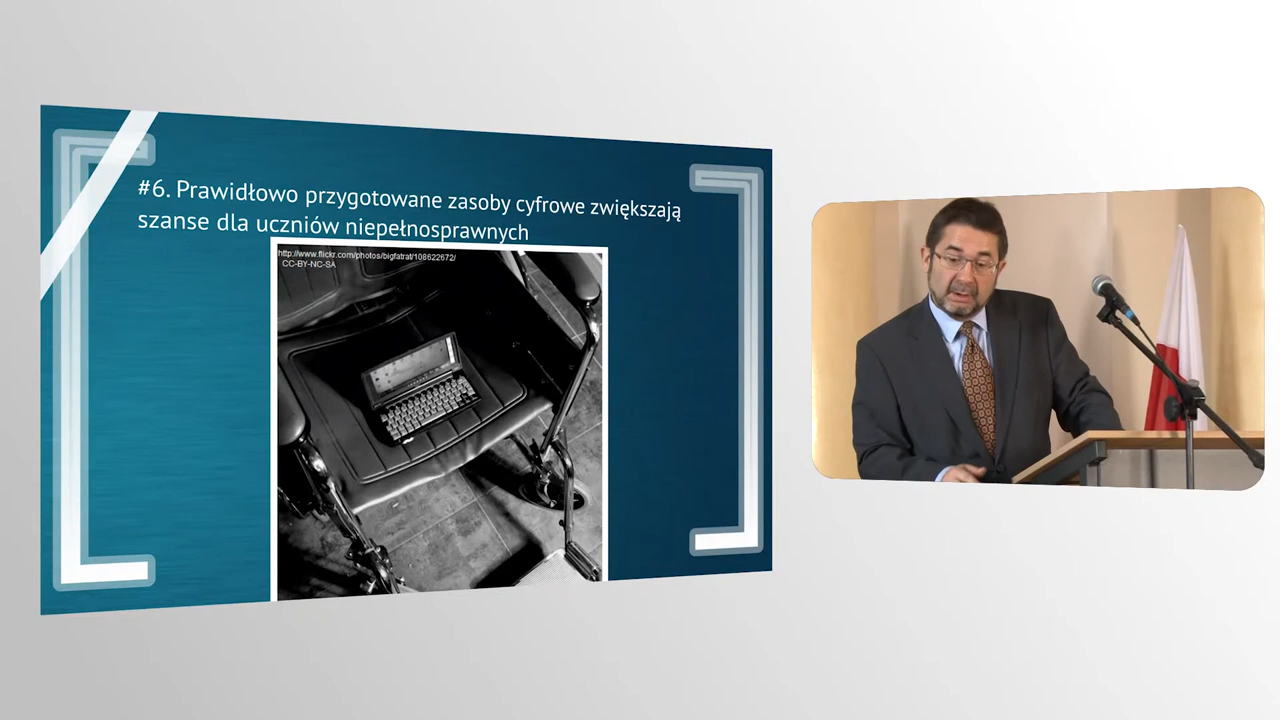 #6. Prawidłowo przygotowane zasoby cyfrowe zwiększają
szanse dla uczniów niepełnosprawnych
http://www.flickr.com/photos/bigfatrat/108622672/
CC-BY-NC-SA